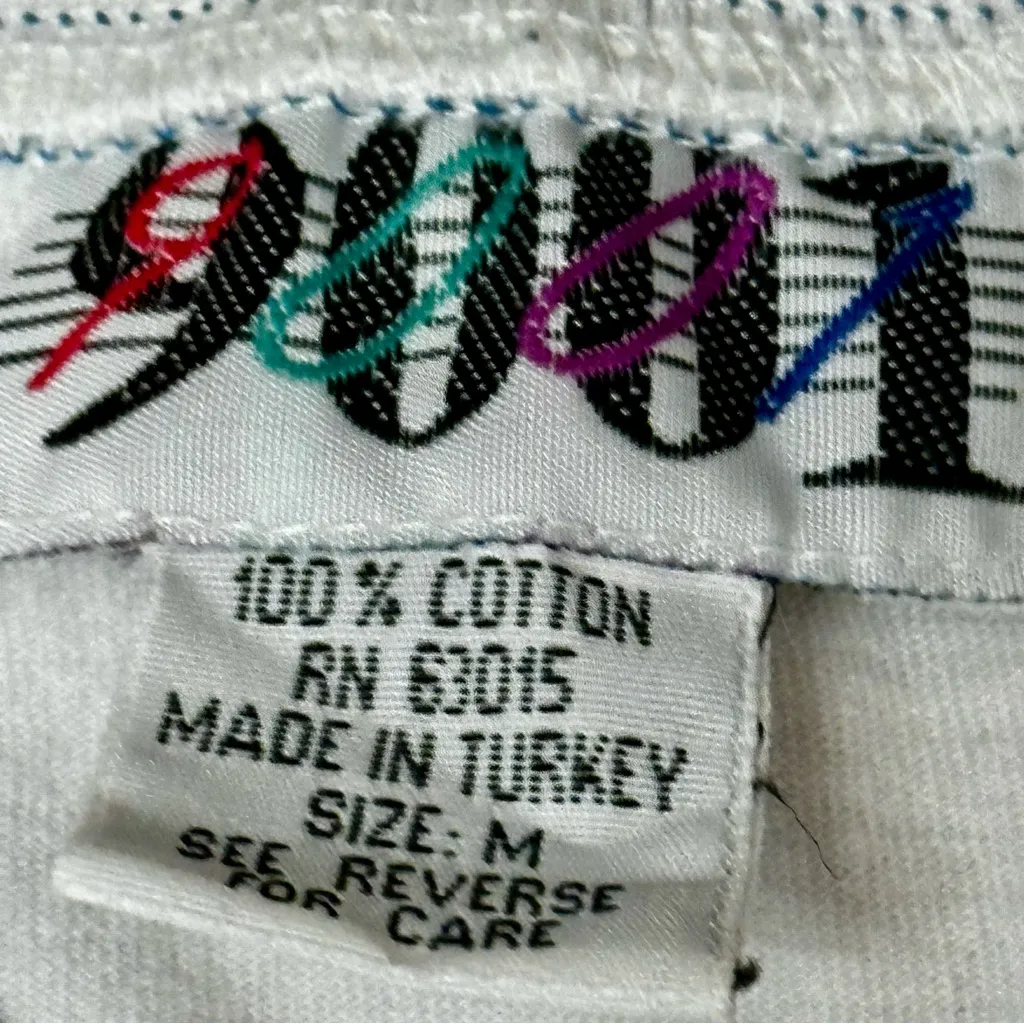 9001
100% COTTON
RN 63015
MADE IN TURKEY
SIZE: M
SEE REVERSE
FOR CARE